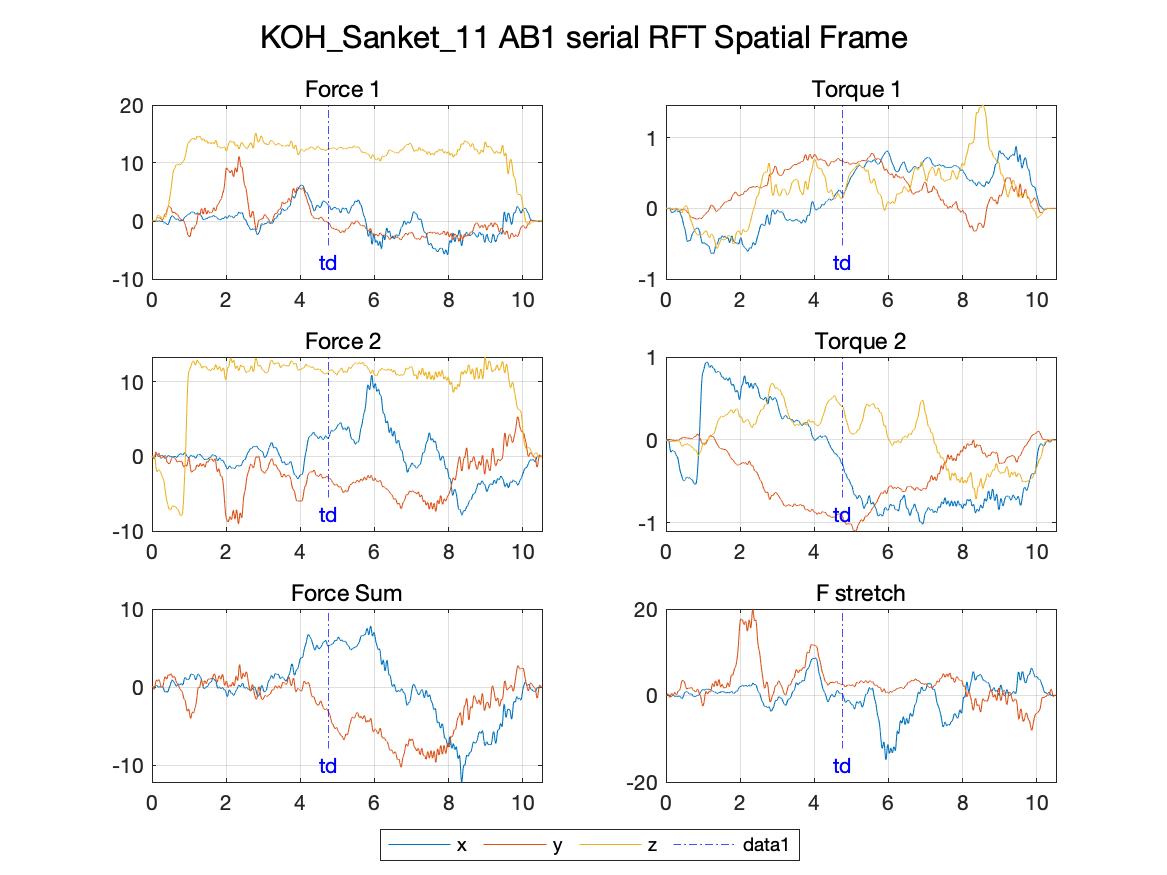 KOH_Sanket_11 AB1 serial RFT Spatial Frame
Force 1
20
10
0
-10
td
0 2 4 6 8 10
Torque 1
1
0
-1
td
0 2 4 6 8 10
Force 2
10
0
-10
td
0 2 4 6 8 10
Torque 2
1
0
-1
td
0 2 4 6 8 10
Force Sum
10
0
-10
td
0 2 4 6 8 10
F stretch
20
0
-20
td
0 2 4 6 8 10
x y z data1